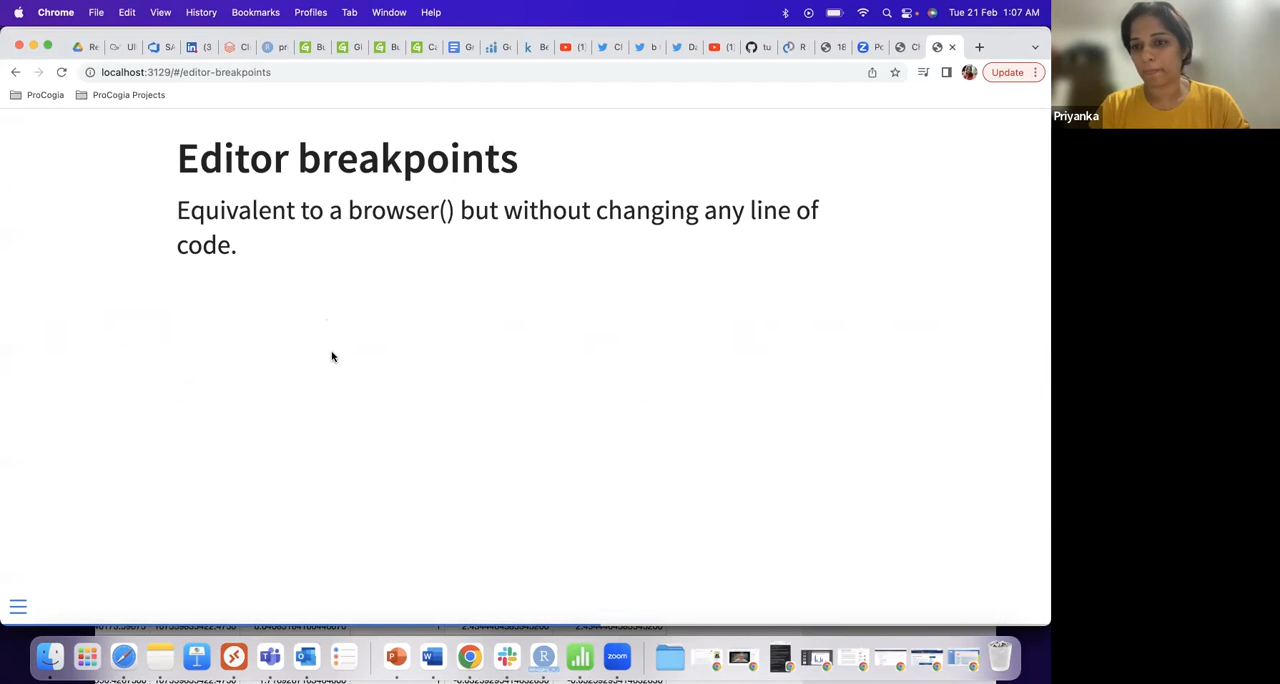 Chrome File Edit View History Bookmarks Profiles Tab Window Help Tue 21 Feb 1:07 AM
localhost:3129/#/editor-breakpoints Update
ProCogia ProCogia Projects
Priyanka
Editor breakpoints
Equivalent to a browser() but without changing any line of
code.
zoom